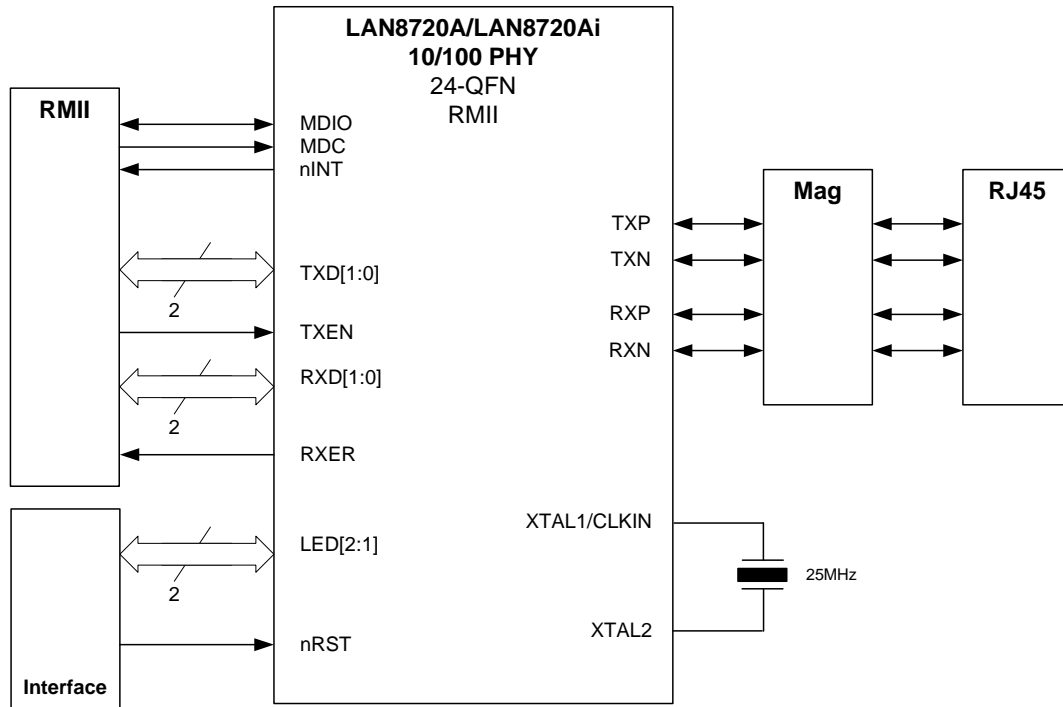 LAN8720A/LAN8720Ai
10/100 PHY
24-QFN
RMII
RMII
MDIO
MDC
nINT
TXD[1:0]
2
TXEN
RXD[1:0]
2
RXER
LED[2:1]
2
nRST
Interface
TXP
TXN
RXP
RXN
Mag
RJ45
XTAL1/CLKIN
25MHz
XTAL2